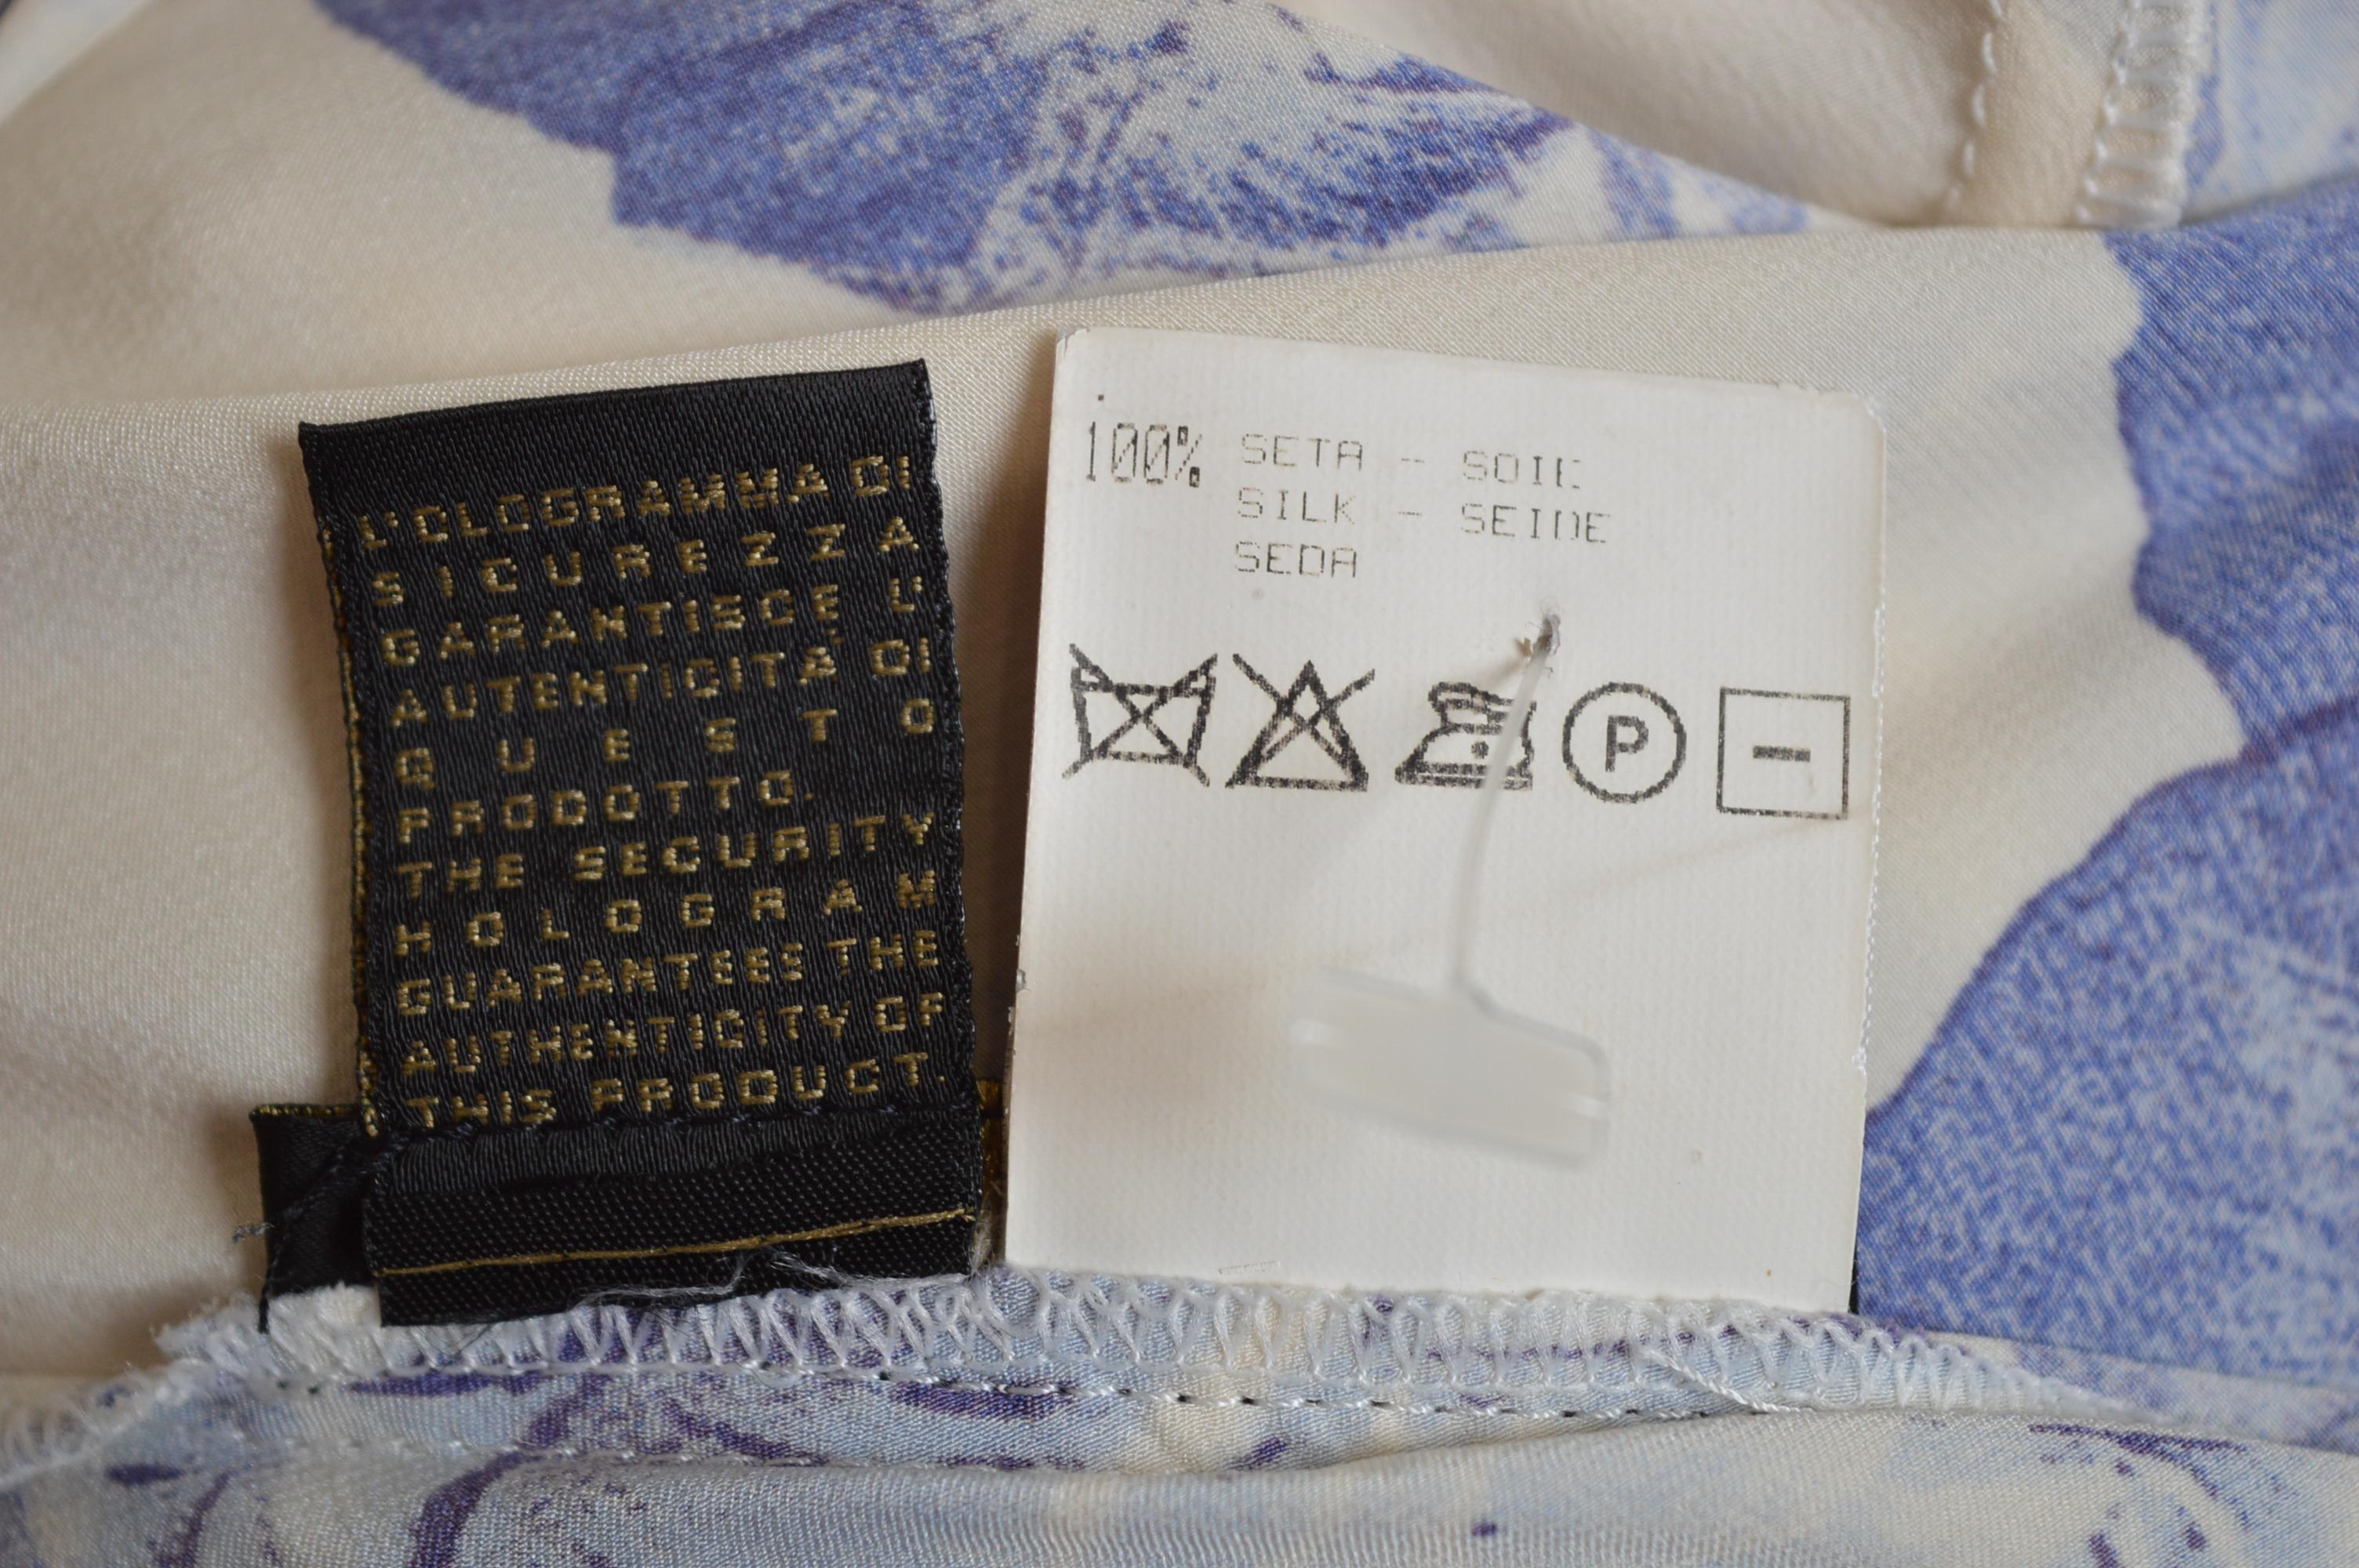 L'OLOGRAMMA DI
SICUREZZA
GARANTISCE L'
AUTENTICITÀ DI
QUESTO
PRODOTTO.
THE SECURITY
HOLOGRAM
GUARANTEES THE
AUTHENTICITY OF
THIS PRODUCT.
100% SETA - SOIE
SILK - SEIDE
SEDA
P